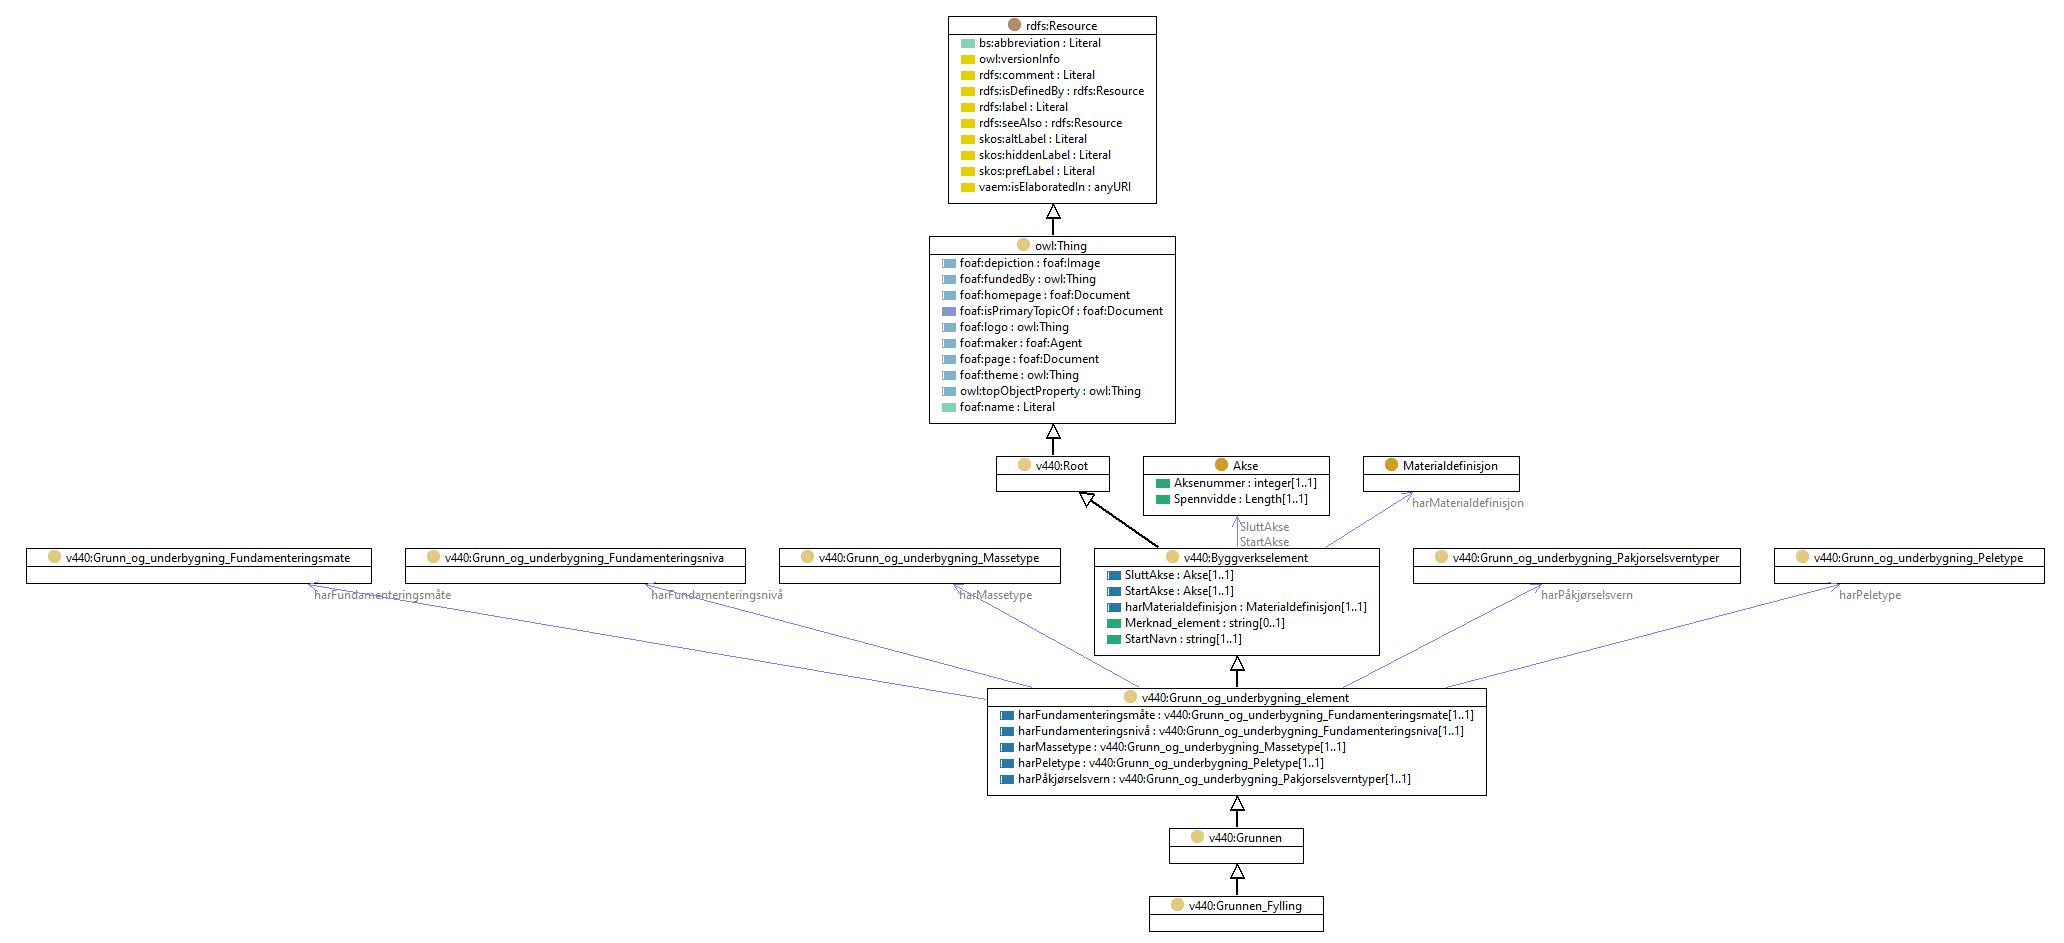 rdfs:Resource
bs:abbreviation : Literal
owl:versionInfo
rdfs:comment : Literal
rdfs:isDefinedBy : rdfs:Resource
rdfs:label : Literal
rdfs:seeAlso : rdfs:Resource
skos:altLabel : Literal
skos:hiddenLabel : Literal
skos:prefLabel : Literal
vaem:isElaboratedIn : anyURI
owl:Thing
foaf:depiction : foaf:Image
foaf:fundedBy : owl:Thing
foaf:homepage : foaf:Document
foaf:isPrimaryTopicOf : foaf:Document
foaf:logo : owl:Thing
foaf:maker : foaf:Agent
foaf:page : foaf:Document
foaf:theme : owl:Thing
owl:topObjectProperty : owl:Thing
foaf:name : Literal
v440:Root
Akse
Aksenummer : integer[1..1]
Spennvidde : Length[1..1]
Materialdefinisjon
harMaterialdefinisjon
SluttAkse
StartAkse
v440:Grunn_og_underbygning_Fundamenteringsmate
v440:Grunn_og_underbygning_Fundamenteringsniva
v440:Grunn_og_underbygning_Massetype
v440:Byggverkselement
SluttAkse : Akse[1..1]
StartAkse : Akse[1..1]
harMaterialdefinisjon : Materialdefinisjon[1..1]
Merknad_element : string[0..1]
StartNavn : string[1..1]
v440:Grunn_og_underbygning_Pakjorselsverntyper
v440:Grunn_og_underbygning_Peletype
harFundamenteringsmåte
harFundamenteringsnivå
harMassetype
harPåkjørselsvern
harPeletype
v440:Grunn_og_underbygning_element
harFundamenteringsmåte : v440:Grunn_og_underbygning_Fundamenteringsmate[1..1]
harFundamenteringsnivå : v440:Grunn_og_underbygning_Fundamenteringsniva[1..1]
harMassetype : v440:Grunn_og_underbygning_Massetype[1..1]
harPeletype : v440:Grunn_og_underbygning_Peletype[1..1]
harPåkjørselsvern : v440:Grunn_og_underbygning_Pakjorselsverntyper[1..1]
v440:Grunnen
v440:Grunnen_Fylling